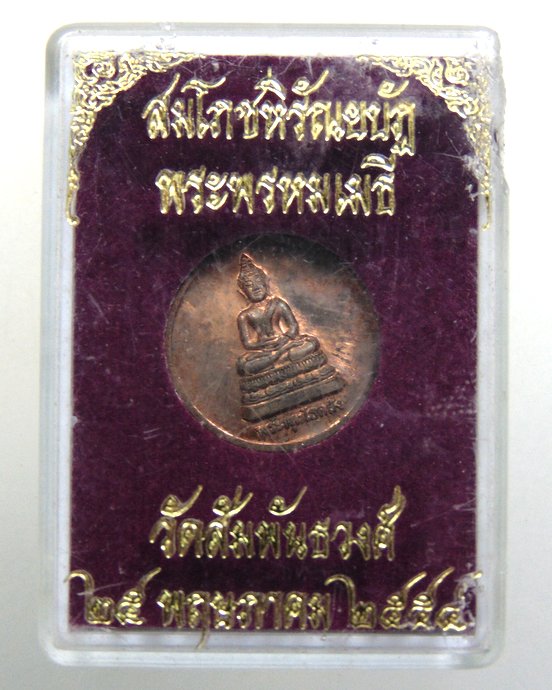 สมโภชหิรัณยบัฏ
พระพรหมเมธี
วัดสัมพันธวงศ์
๒๕ พฤษภาคม ๒๕๕๔